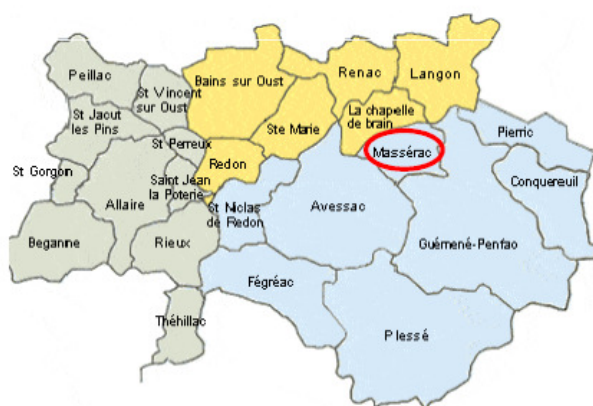 Peillac
Bains sur Oust
Renac
Langon
St Vincent
sur Oust
St Jacut
les Pins
La chapelle
de brain
Ste Marie
Pierric
St Perreux
Massérac
Redon
St Gorgon
Saint Jean
la Poterie
Conquereuil
Allaire
St Niclas
de Redon
Avessac
Beganne
Rieux
Guémené-Penfao
Fégréac
Théhillac
Plessé